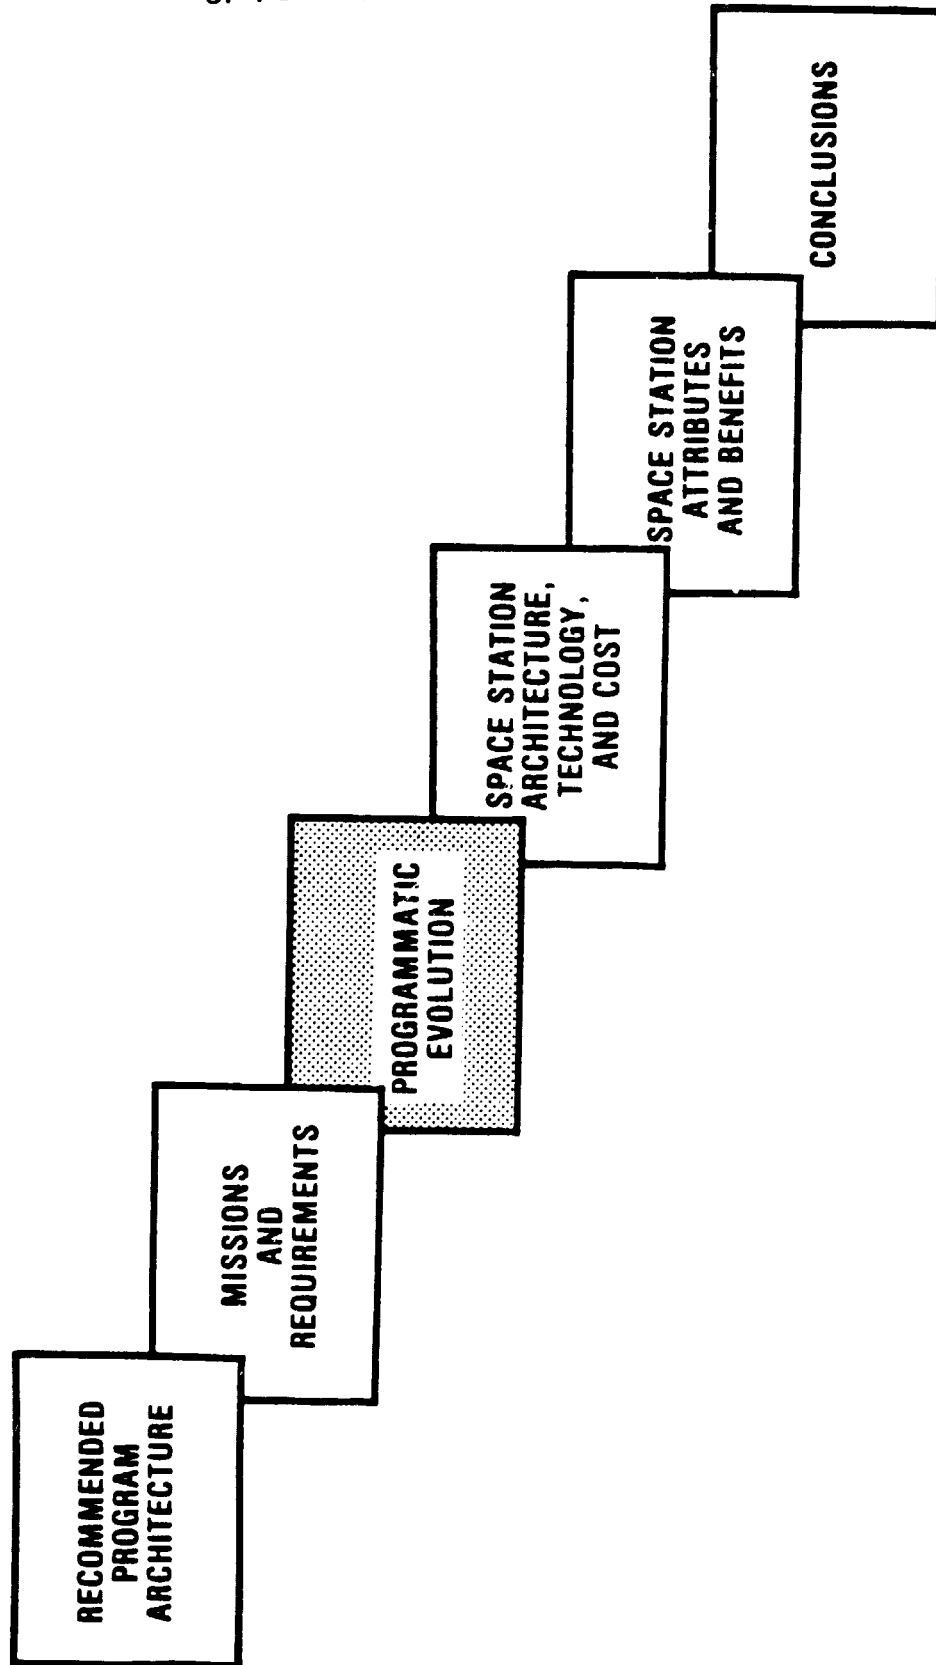 RECOMMENDED
PROGRAM
ARCHITECTURE
MISSIONS
AND
REQUIREMENTS
PROGRAMMATIC
EVOLUTION
SPACE STATION
ARCHITECTURE,
TECHNOLOGY,
AND COST
SPACE STATION
ATTRIBUTES
AND BENEFITS
CONCLUSIONS